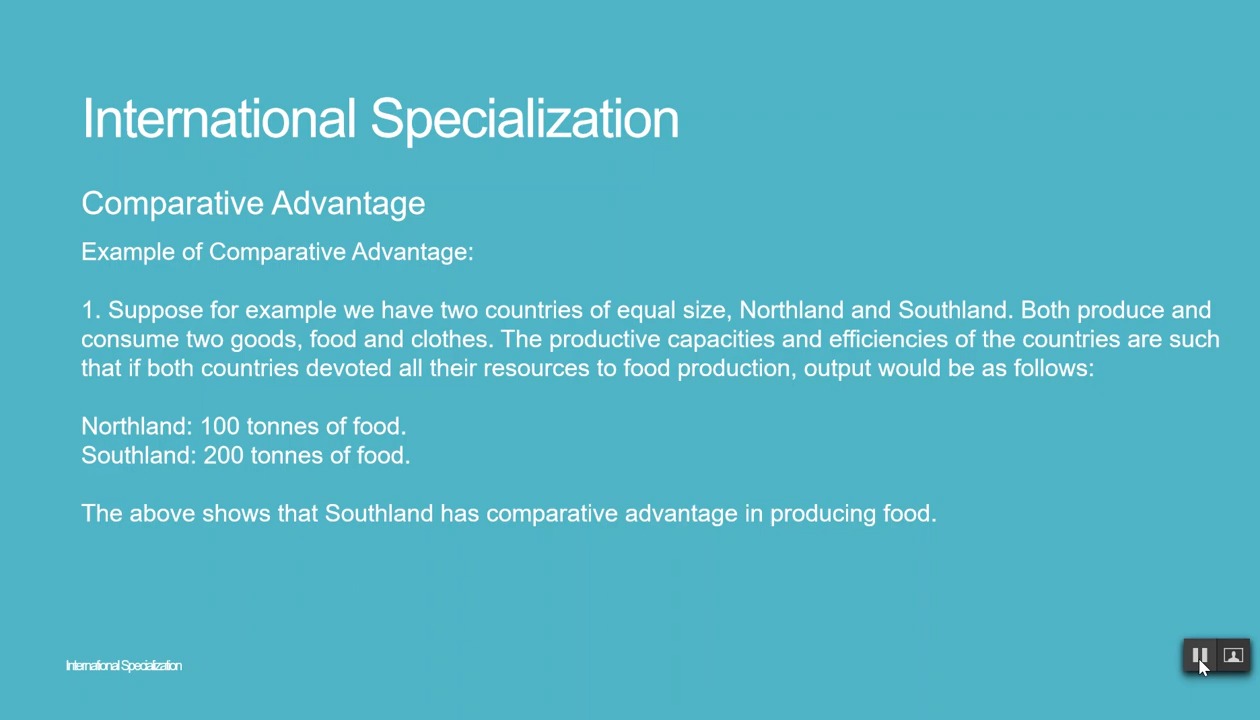 International Specialization
Comparative Advantage
Example of Comparative Advantage:
1. Suppose for example we have two countries of equal size, Northland and Southland. Both produce and
consume two goods, food and clothes. The productive capacities and efficiencies of the countries are such
that if both countries devoted all their resources to food production, output would be as follows:
Northland: 100 tonnes of food.
Southland: 200 tonnes of food.
The above shows that Southland has comparative advantage in producing food.
International Specialization